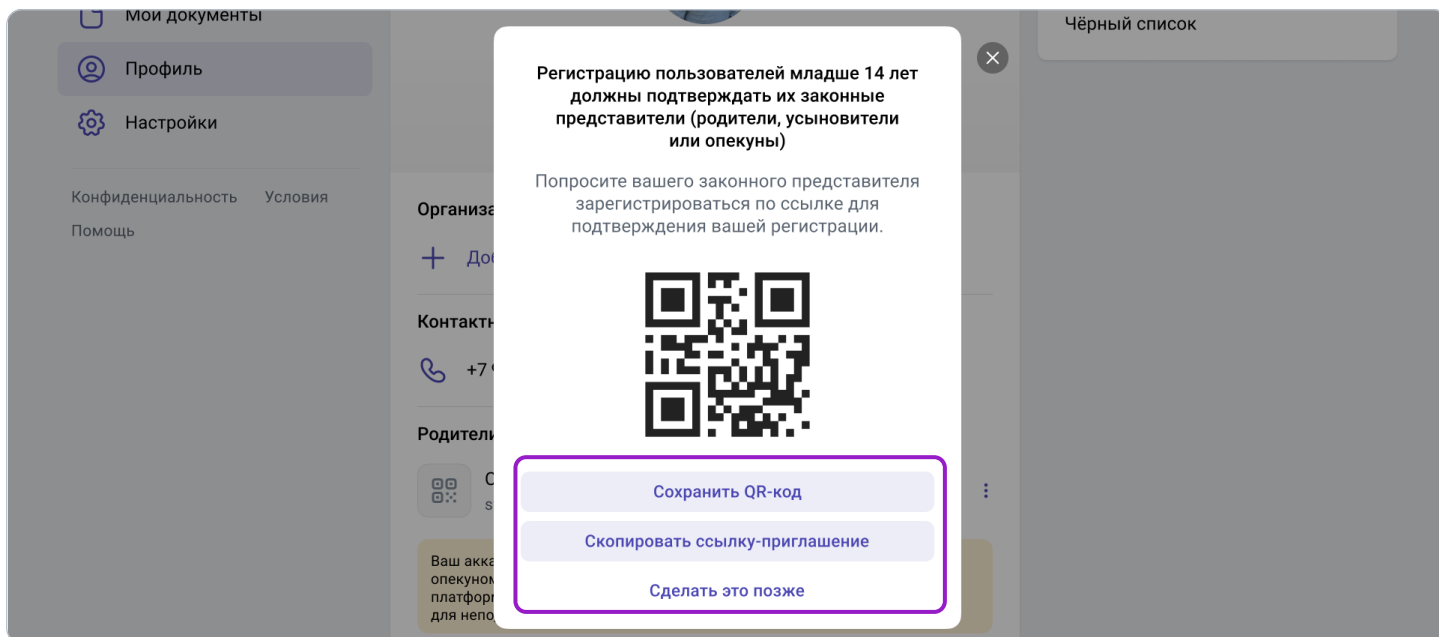 Мои документы
Профиль
Настройки
Конфиденциальность Условия
Помощь
Чёрный список
Регистрацию пользователей младше 14 лет
должны подтверждать их законные
представители (родители, усыновители
или опекуны)
Попросите вашего законного представителя
зарегистрироваться по ссылке для
подтверждения вашей регистрации.
Сохранить QR-код
Скопировать ссылку-приглашение
Сделать это позже
+7
Ваш